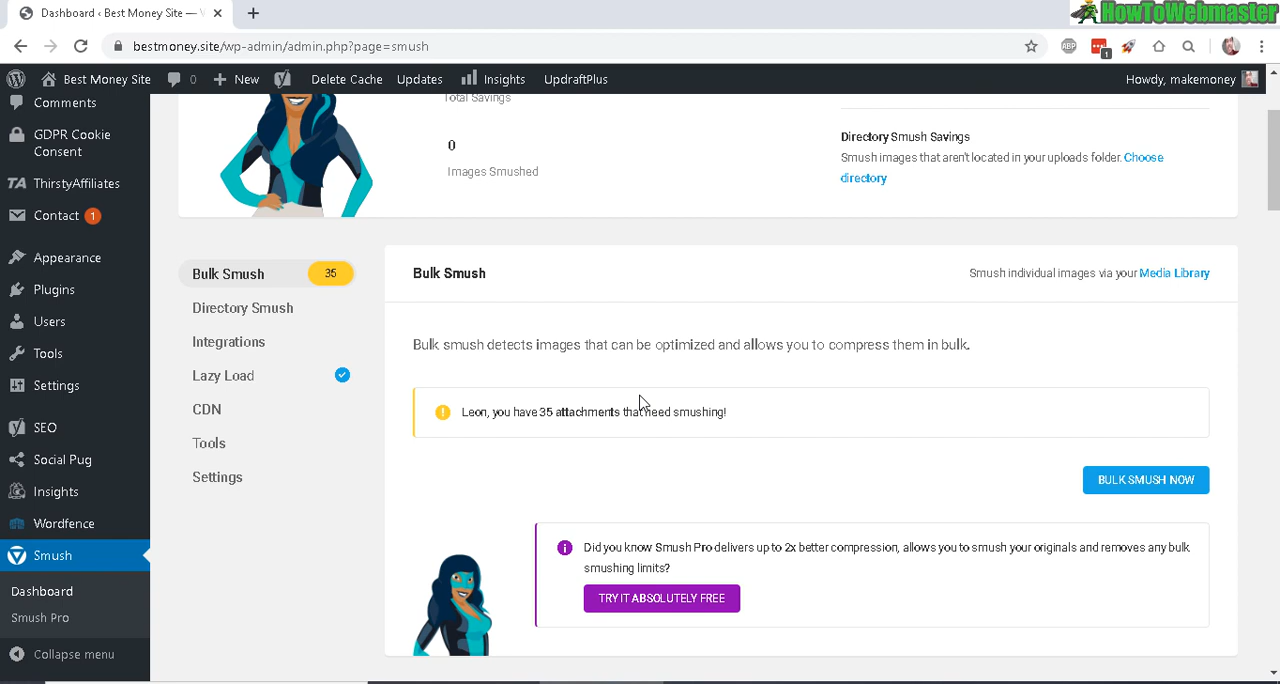 Dashboard ‹ Best Money Site —
HowToWebmaster
bestmoney.site/wp-admin/admin.php?page=smush
ABP
1
Best Money Site
0
New
Delete Cache
Updates
Insights
UpdraftPlus
Howdy, makemoney
Comments
GDPR Cookie
Consent
ThirstyAffiliates
Contact 1
Appearance
Plugins
Users
Tools
Settings
SEO
Social Pug
Insights
Wordfence
Smush
Dashboard
Smush Pro
Collapse menu
Total Savings
0
Images Smushed
Directory Smush Savings
Smush images that aren't located in your uploads folder. Choose
directory
Bulk Smush 35
Directory Smush
Integrations
Lazy Load
CDN
Tools
Settings
Bulk Smush
Smush individual images via your Media Library
Bulk smush detects images that can be optimized and allows you to compress them in bulk.
Leon, you have 35 attachments that need smushing!
BULK SMUSH NOW
Did you know Smush Pro delivers up to 2x better compression, allows you to smush your originals and removes any bulk
smushing limits?
TRY IT ABSOLUTELY FREE